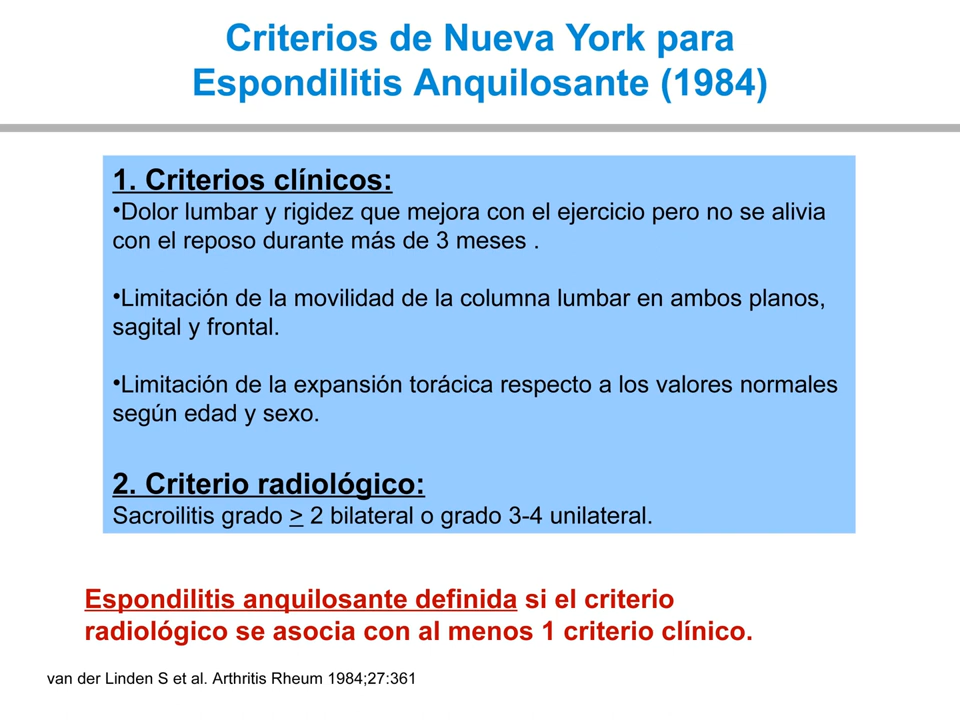 Criterios de Nueva York para
Espondilitis Anquilosante (1984)
1. Criterios clínicos:
•Dolor lumbar y rigidez que mejora con el ejercicio pero no se alivia
con el reposo durante más de 3 meses .
•Limitación de la movilidad de la columna lumbar en ambos planos,
sagital y frontal.
•Limitación de la expansión torácica respecto a los valores normales
según edad y sexo.
2. Criterio radiológico:
Sacroilitis grado > 2 bilateral o grado 3-4 unilateral.
Espondilitis anquilosante definida si el criterio
radiológico se asocia con al menos 1 criterio clínico.
van der Linden S et al. Arthritis Rheum 1984;27:361